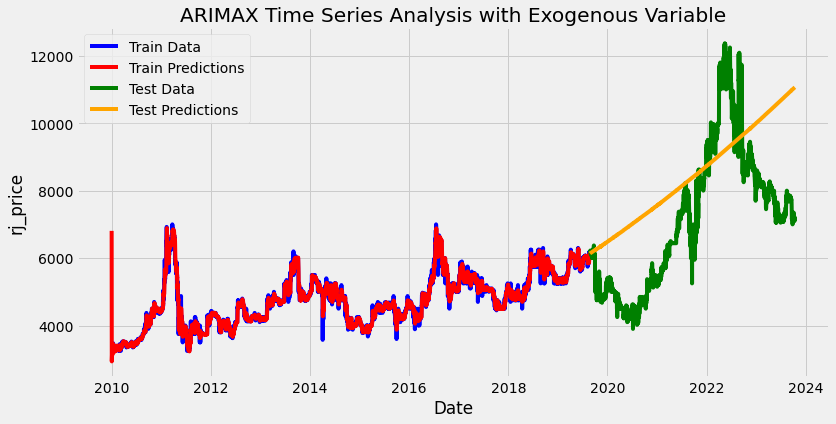 ARIMAX Time Series Analysis with Exogenous Variable
Train Data
Train Predictions
Test Data
Test Predictions
12000
10000
8000
6000
4000
rj_price
2010 2012 2014 2016 2018 2020 2022 2024
Date